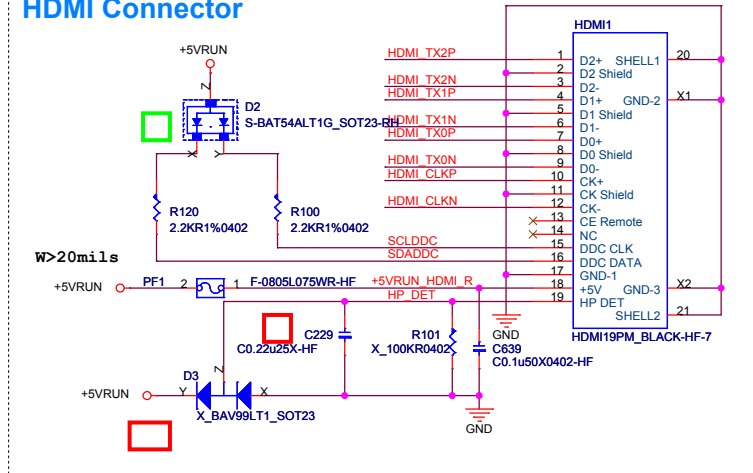 HDMI Connector
+5VRUN
Z
D2
S-BAT54ALT1G_SOT23-RH
X
Y
R120
2.2KR1%0402
R100
2.2KR1%0402
W>20mils
+5VRUN
PF1
2
1
F-0805L075WR-HF
+5VRUN_HDMI_R
HP_DET
HDMI_TX2P
HDMI_TX2N
HDMI_TX1P
HDMI_TX1N
HDMI_TX0P
HDMI_TX0N
HDMI_CLKP
HDMI_CLKN
SCLDDC
SDADDC
HDMI1
1 D2+
2 D2 Shield
3 D2-
4 D1+
5 D1 Shield
6 D1-
7 D0+
8 D0 Shield
9 D0-
10 CK+
11 CK Shield
12 CK-
13 CE Remote
14 NC
15 DDC CLK
16 DDC DATA
17 GND-1
18 +5V
19 HP DET
SHELL1 20
GND-2 X1
GND-3 X2
SHELL2 21
HDMI19PM_BLACK-HF-7
GND
C229
C0.22u25X-HF
R101
X_100KR0402
C639
C0.1u50X0402-HF
Z
D3
+5VRUN
Y
X
X_BAV99LT1_SOT23
GND